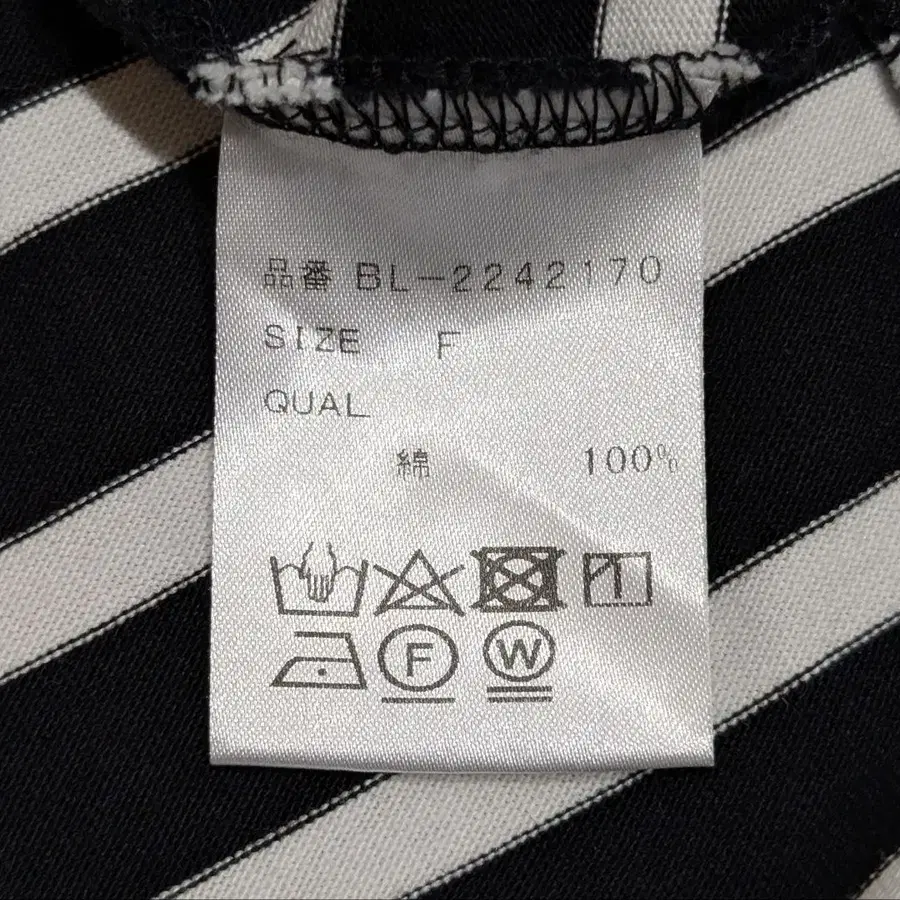 品番 BL-2242170
SIZE F
QUAL
綿 100%
F W